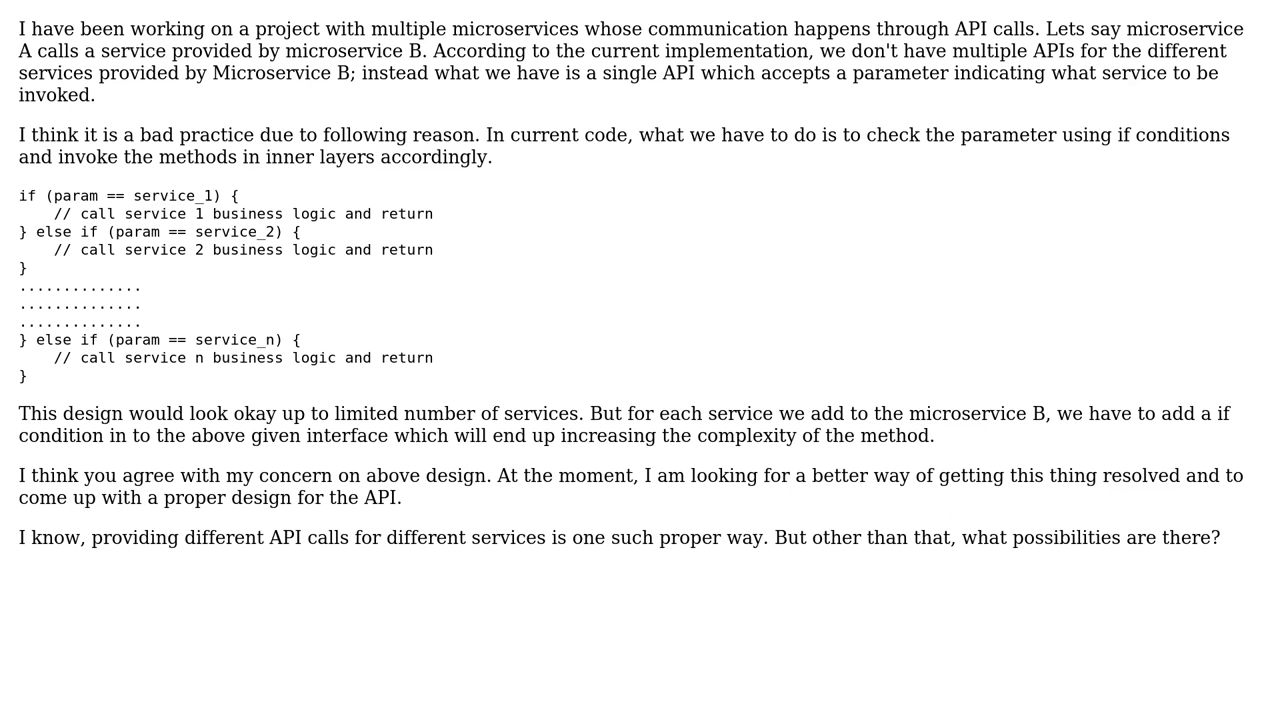 I have been working on a project with multiple microservices whose communication happens through API calls. Lets say microservice
A calls a service provided by microservice B. According to the current implementation, we don't have multiple APIs for the different
services provided by Microservice B; instead what we have is a single API which accepts a parameter indicating what service to be
invoked.
I think it is a bad practice due to following reason. In current code, what we have to do is to check the parameter using if conditions
and invoke the methods in inner layers accordingly.
if (param == service_1) {
    // call service 1 business logic and return
} else if (param == service_2) {
    // call service 2 business logic and return
}
..............
..............
..............
} else if (param == service_n) {
    // call service n business logic and return
}
This design would look okay up to limited number of services. But for each service we add to the microservice B, we have to add a if
condition in to the above given interface which will end up increasing the complexity of the method.
I think you agree with my concern on above design. At the moment, I am looking for a better way of getting this thing resolved and to
come up with a proper design for the API.
I know, providing different API calls for different services is one such proper way. But other than that, what possibilities are there?